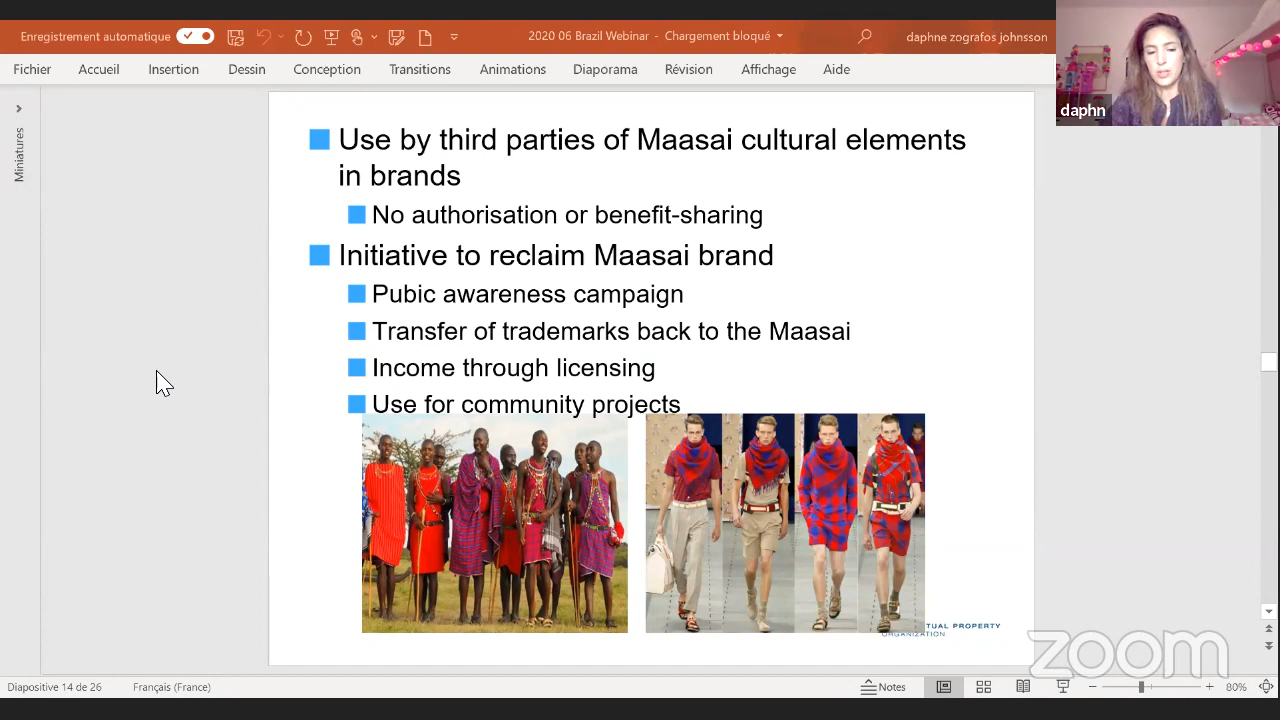 Enregistrement automatique
2020 06 Brazil Webinar - Chargement bloqué
daphne zografos johnsson
Fichier Accueil Insertion Dessin Conception Transitions Animations Diaporama Révision Affichage Aide
daphn
Miniatures
Use by third parties of Maasai cultural elements
in brands
No authorisation or benefit-sharing
Initiative to reclaim Maasai brand
Pubic awareness campaign
Transfer of trademarks back to the Maasai
Income through licensing
Use for community projects
TUAL PROPERTY
ORGANIZATION
zoom
Diapositive 14 de 26 Français (France) Notes 80%